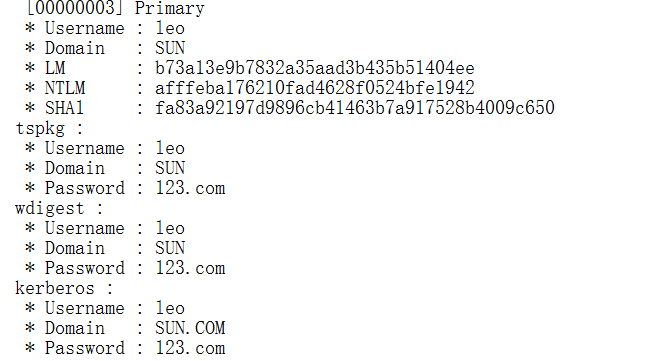 [00000003] Primary
* Username : leo
* Domain   : SUN
* LM       : b73a13e9b7832a35aad3b435b51404ee
* NTLM     : afffeba176210fad4628f0524bfe1942
* SHA1     : fa83a92197d9896cb41463b7a917528b4009c650
tspkg :
* Username : leo
* Domain   : SUN
* Password : 123.com
wdigest :
* Username : leo
* Domain   : SUN
* Password : 123.com
kerberos :
* Username : leo
* Domain   : SUN.COM
* Password : 123.com